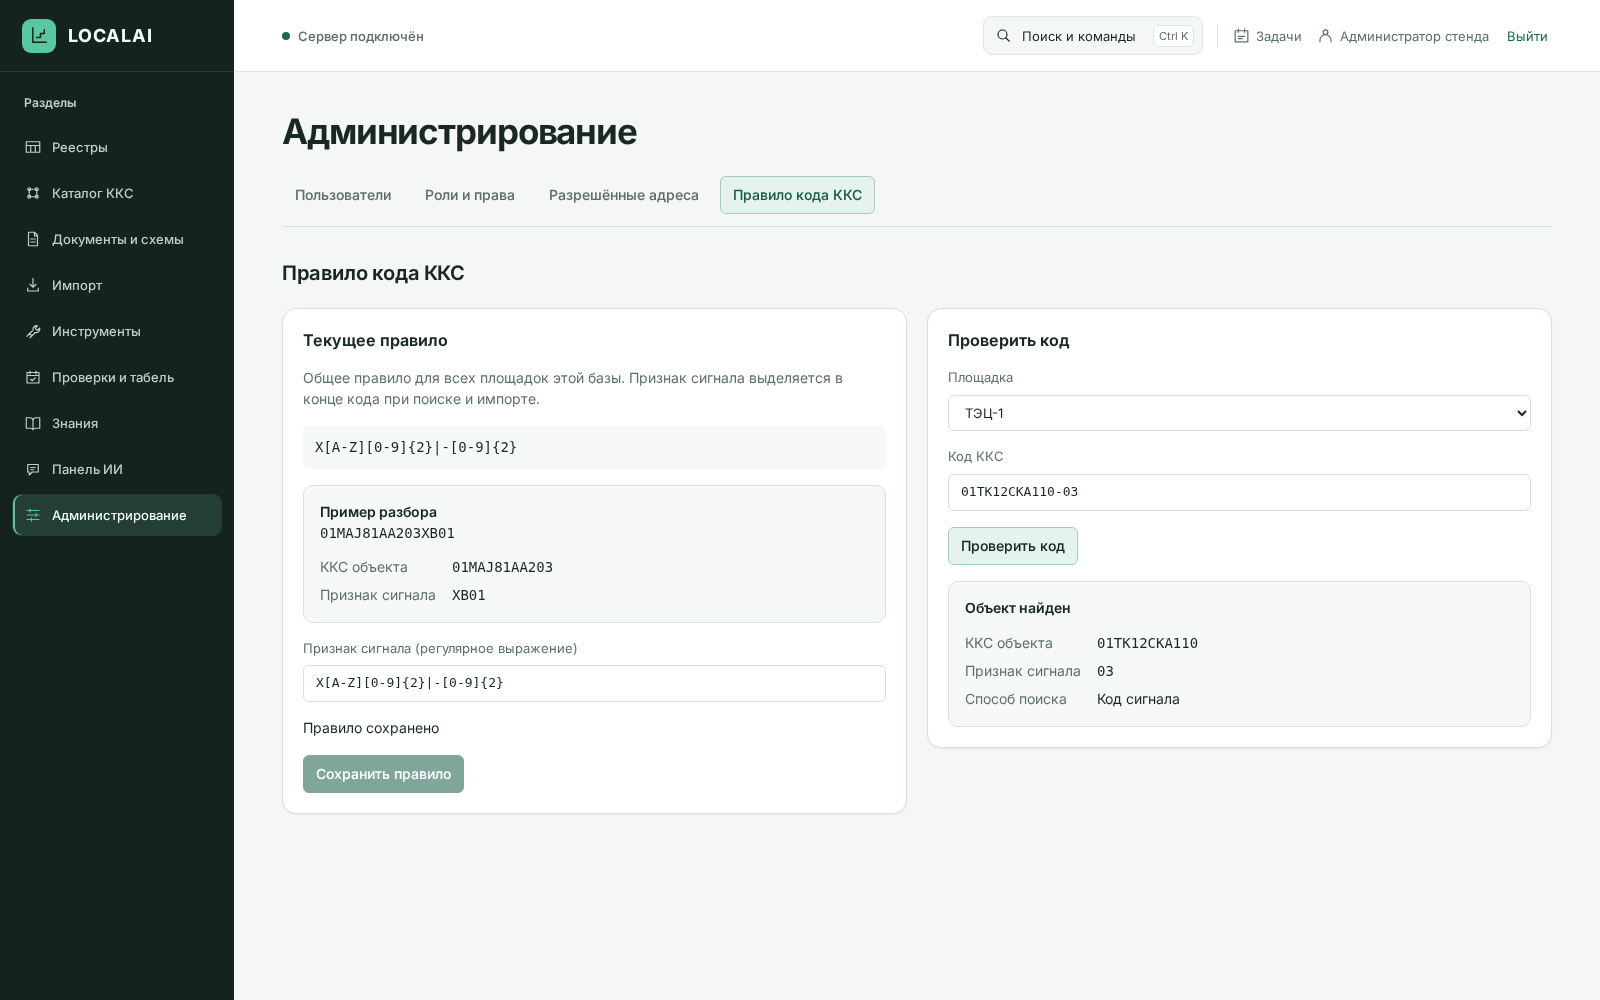 LOCALAI
Сервер подключён
Поиск и команды
Ctrl K
Задачи
Администратор стенда
Выйти
Разделы
Реестры
Каталог ККС
Документы и схемы
Импорт
Инструменты
Проверки и табель
Знания
Панель ИИ
Администрирование
Администрирование
Пользователи
Роли и права
Разрешённые адреса
Правило кода ККС
Правило кода ККС
Текущее правило
Общее правило для всех площадок этой базы. Признак сигнала выделяется в
конце кода при поиске и импорте.
X[A-Z][0-9]{2}|-[0-9]{2}
Пример разбора
01MAJ81AA203XB01
ККС объекта 01MAJ81AA203
Признак сигнала XB01
Признак сигнала (регулярное выражение)
X[A-Z][0-9]{2}|-[0-9]{2}
Правило сохранено
Сохранить правило
Проверить код
Площадка
ТЭЦ-1
Код ККС
01TK12CKA110-03
Проверить код
Объект найден
ККС объекта 01TK12CKA110
Признак сигнала 03
Способ поиска Код сигнала